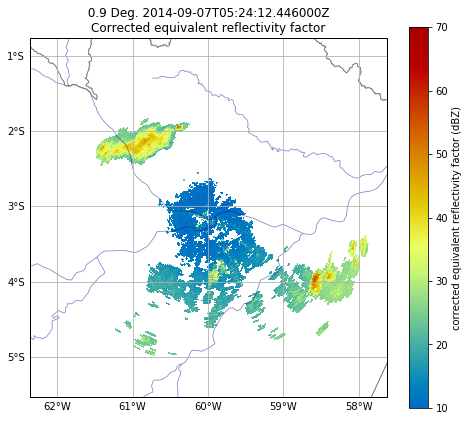 0.9 Deg. 2014-09-07T05:24:12.446000Z
Corrected equivalent reflectivity factor
1°S
2°S
3°S
4°S
5°S
62°W
61°W
60°W
59°W
58°W
70
60
50
40
30
20
10
corrected equivalent reflectivity factor (dBZ)